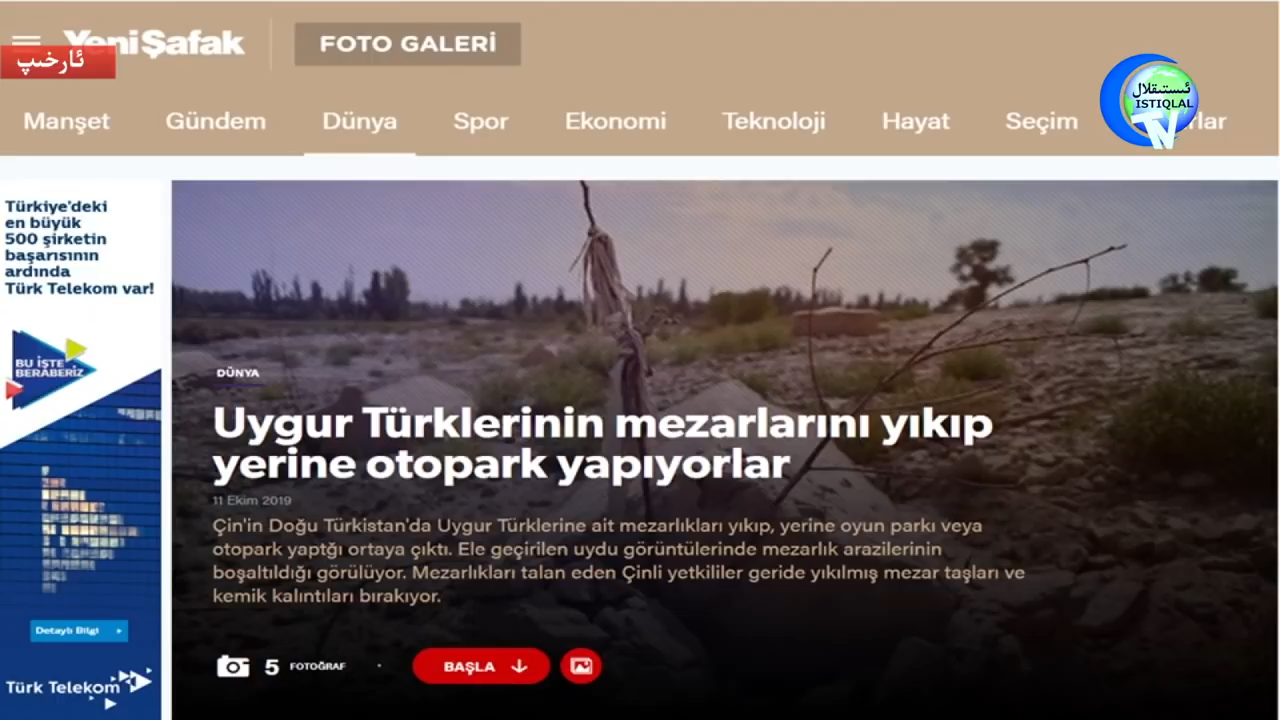 Yeni Şafak
FOTO GALERİ
ئارخىپ
ئىستىقلال
ISTIQLAL
TV
Manşet
Gündem
Dünya
Spor
Ekonomi
Teknoloji
Hayat
Seçim
Türkiye'deki
en büyük
500 şirketin
başarısının
ardında
Türk Telekom var!
BU İŞTE
BERABERİZ
Detaylı Bilgi
Türk Telekom
DÜNYA
Uygur Türklerinin mezarlarını yıkıp
yerine otopark yapıyorlar
11 Ekim 2019
Çin'in Doğu Türkistan'da Uygur Türklerine ait mezarlıkları yıkıp, yerine oyun parkı veya
otopark yaptğı ortaya çıktı. Ele geçirilen uydu görüntülerinde mezarlık arazilerinin
boşaltıldığı görülüyor. Mezarlıkları talan eden Çinli yetkililer geride yıkılmış mezar taşları ve
kemik kalıntıları bırakıyor.
5 FOTOĞRAF
BAŞLA